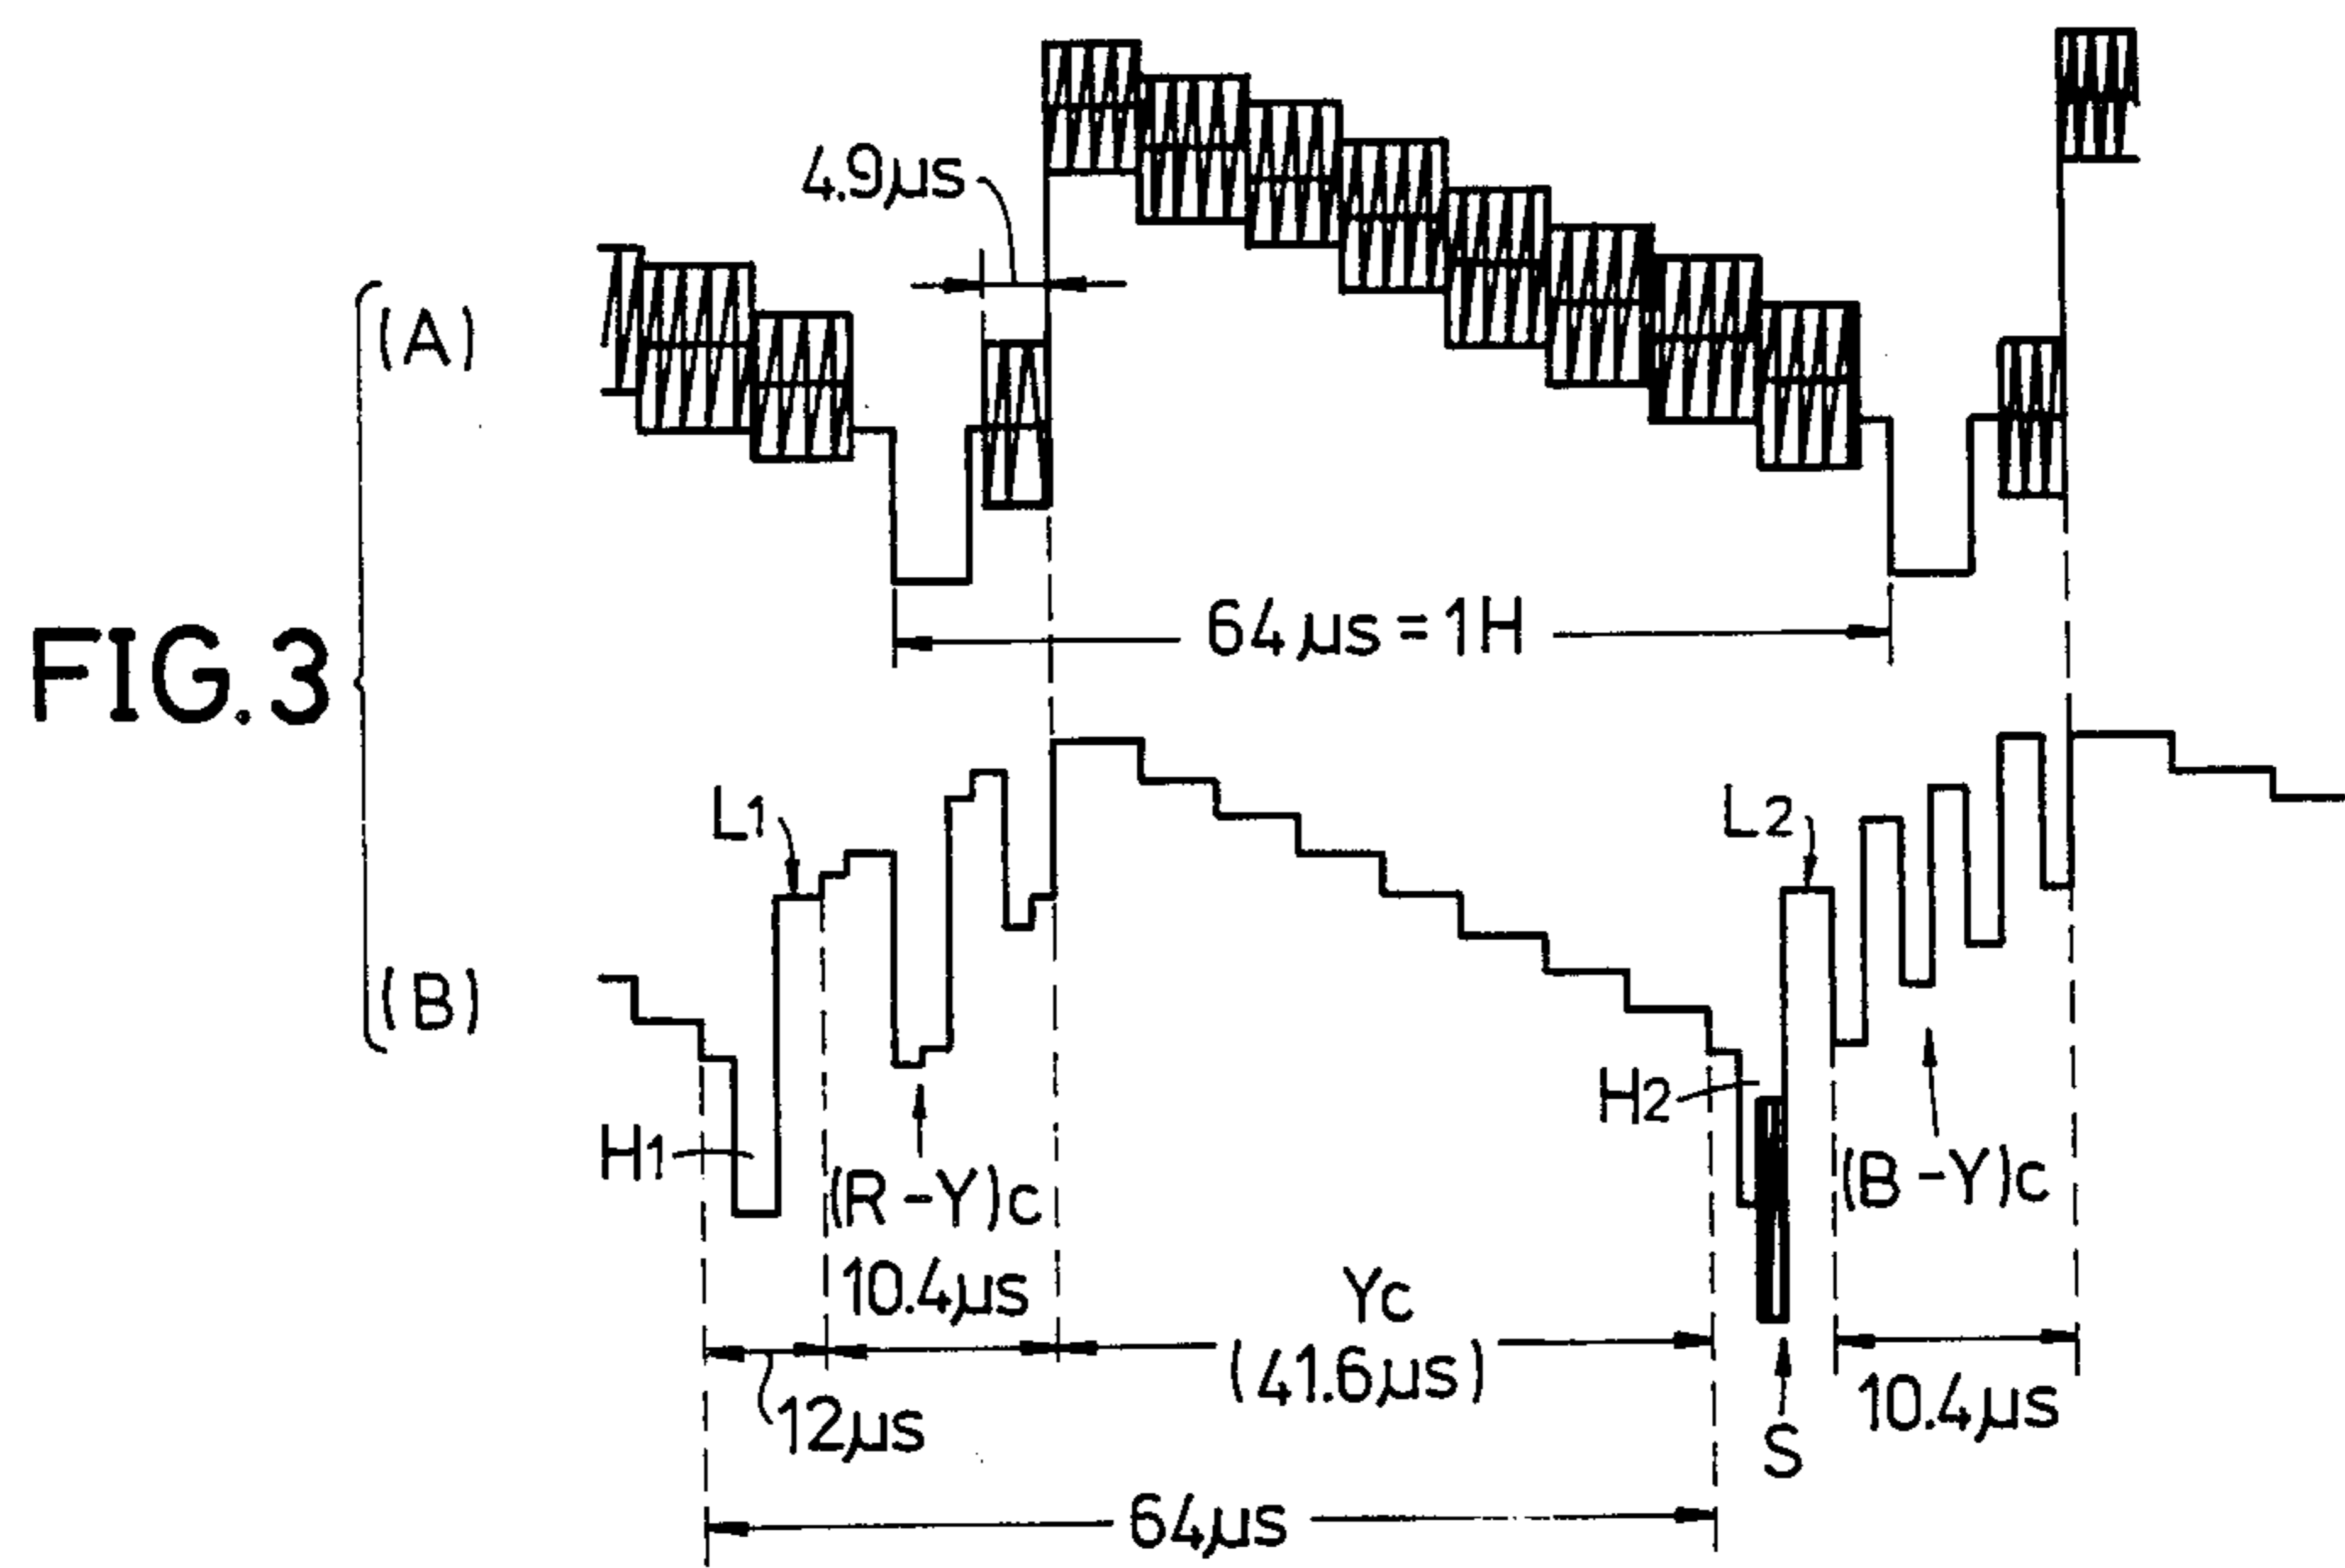 4.9µs
(A)
64µs=1H
FIG.3
L1
L2
(B)
H1
H2
(R-Y)c
(B-Y)c
10.4µs
Yc
(41.6µs)
12µs
10.4µs
S
64µs